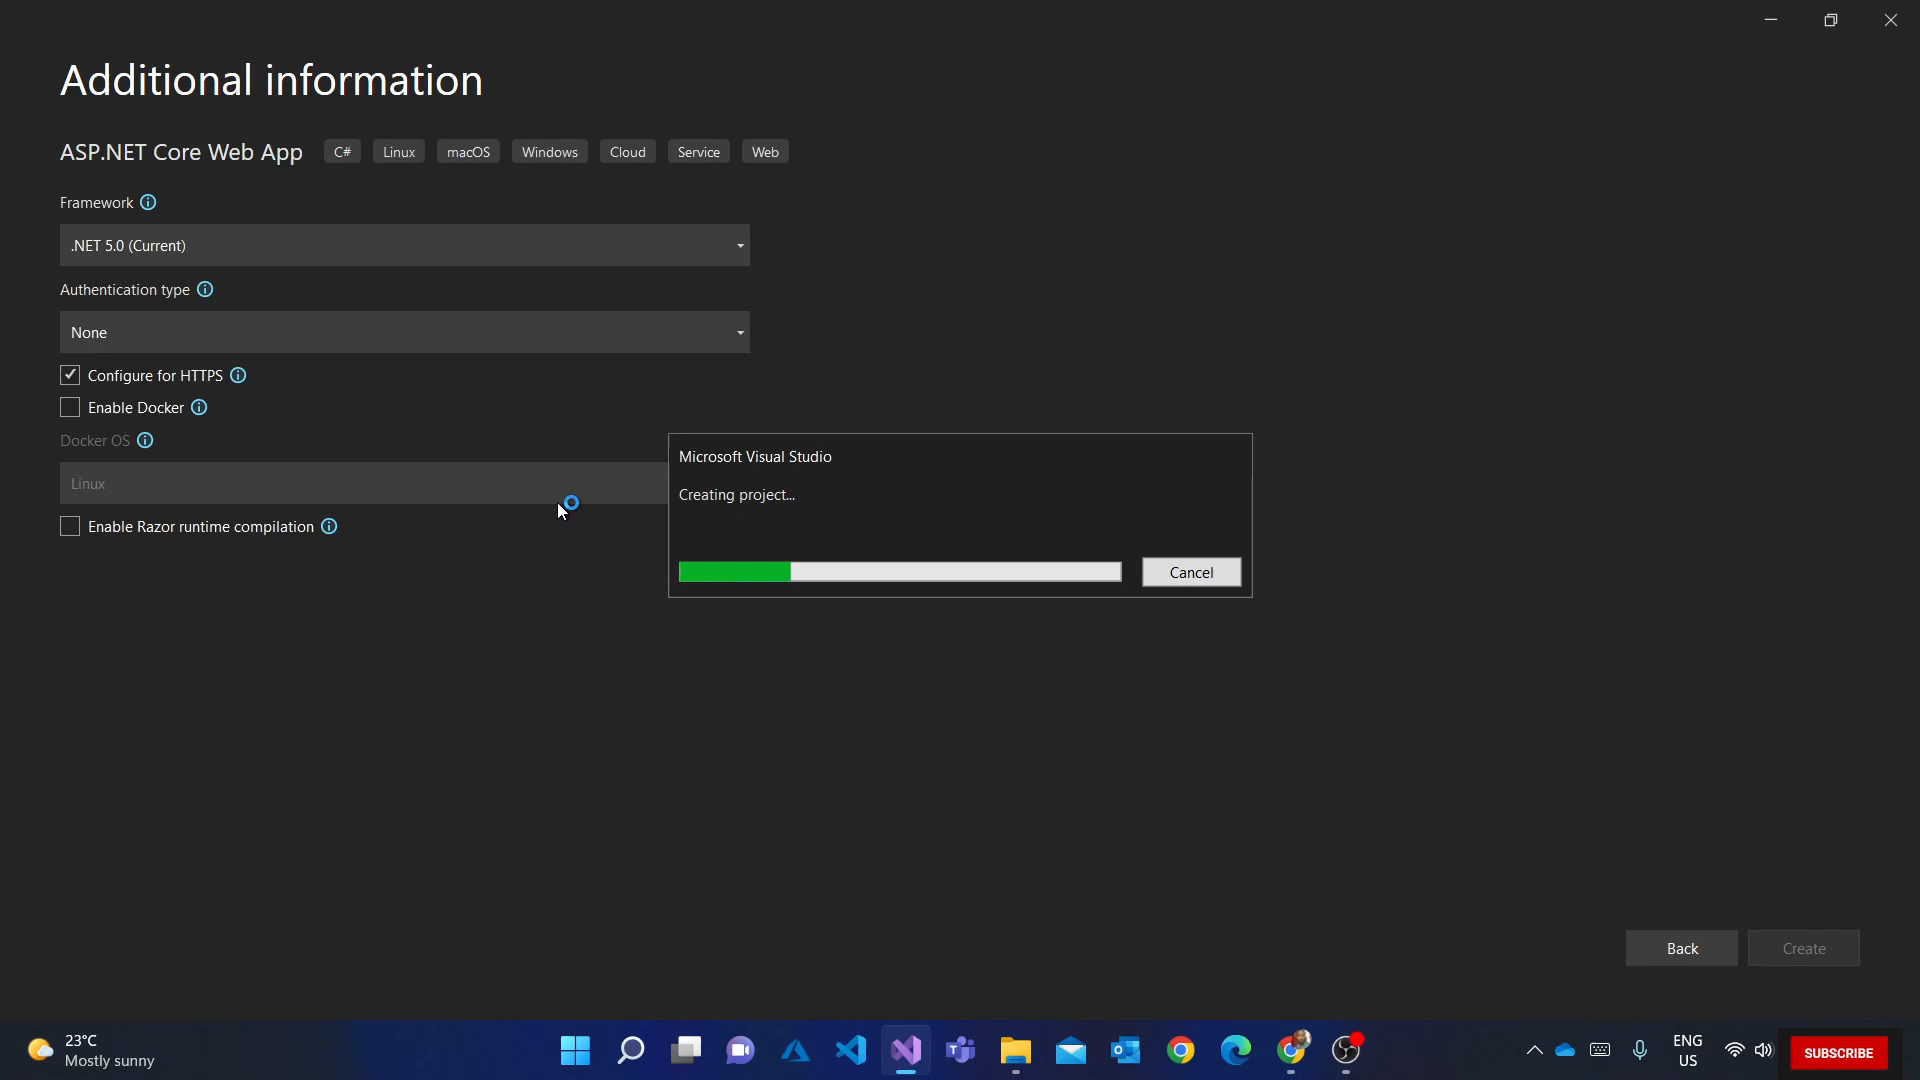 Additional information
ASP.NET Core Web App C# Linux macOS Windows Cloud Service Web
Framework
.NET 5.0 (Current)
Authentication type
None
Configure for HTTPS
Enable Docker
Docker OS
Linux
Enable Razor runtime compilation
Microsoft Visual Studio
Creating project...
Cancel
Back Create
23°C
Mostly sunny
ENG
US
SUBSCRIBE